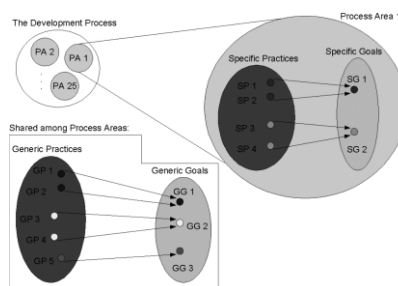 The Development Process
PA 2
PA 1
PA 25
Process Area 1
Specific Practices
Specific Goals
SP 1
SP 2
SP 3
SP 4
SG 1
SG 2
Shared among Process Areas:
Generic Practices
Generic Goals
GP 1
GP 2
GP 3
GP 4
GP 5
GG 1
GG 2
GG 3